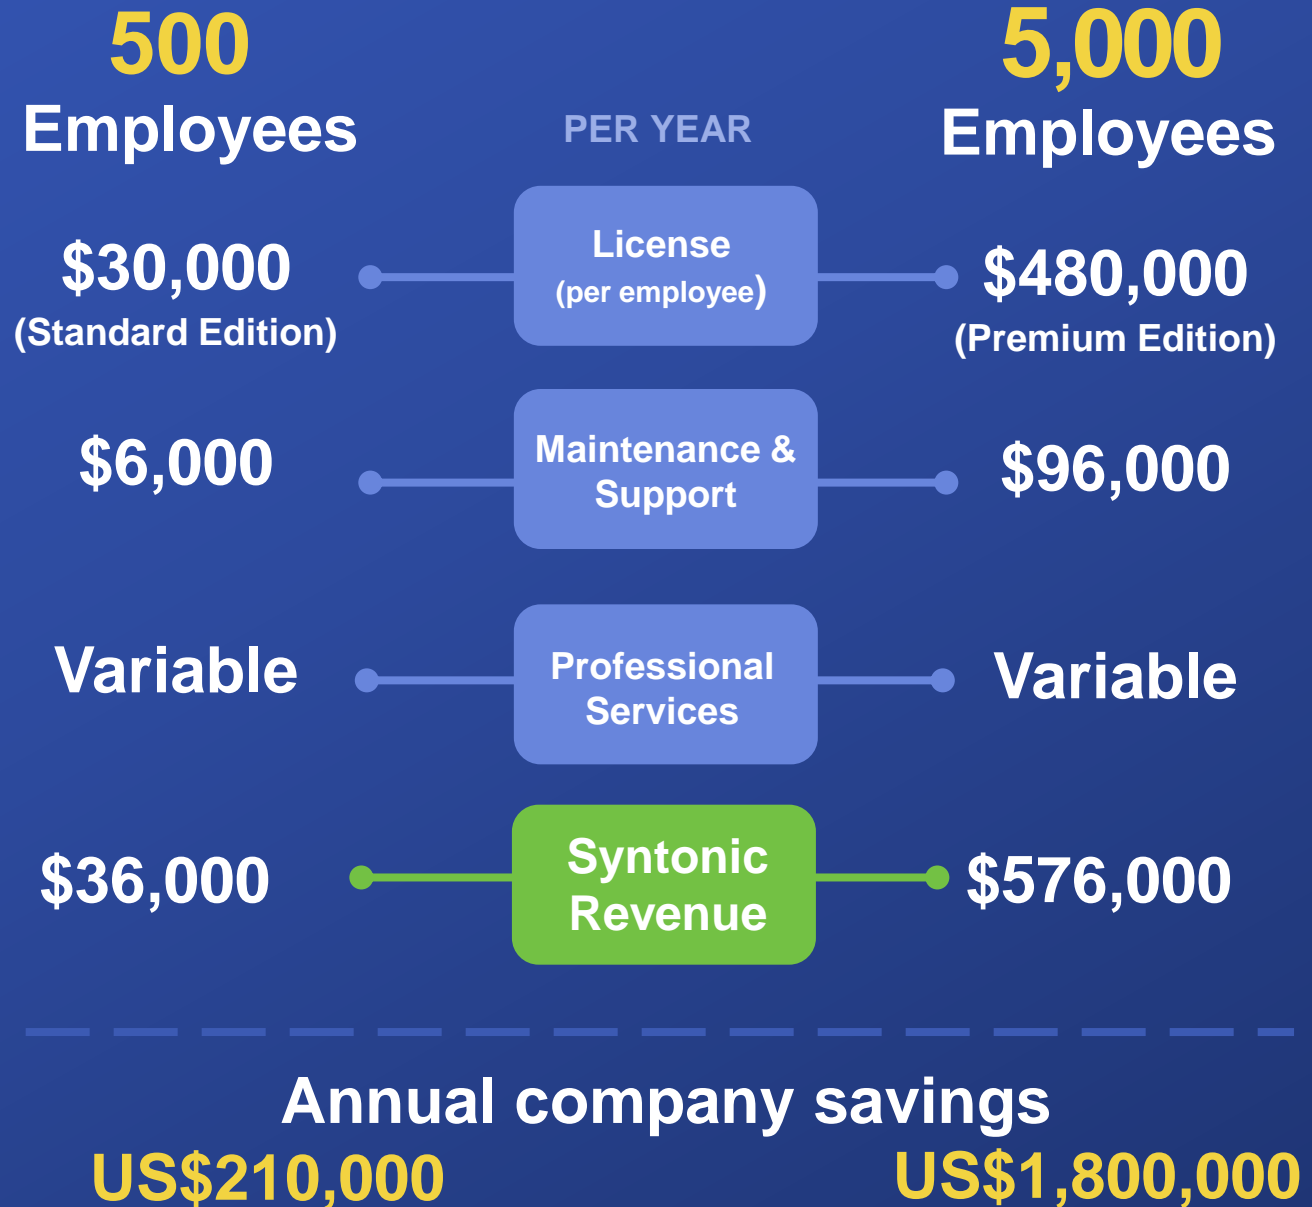 500
Employees
PER YEAR
5,000
Employees
$30,000
(Standard Edition)
License
(per employee)
$480,000
(Premium Edition)
$6,000
Maintenance &
Support
$96,000
Variable
Professional
Services
Variable
$36,000
Syntonic
Revenue
$576,000
Annual company savings
US$210,000
US$1,800,000